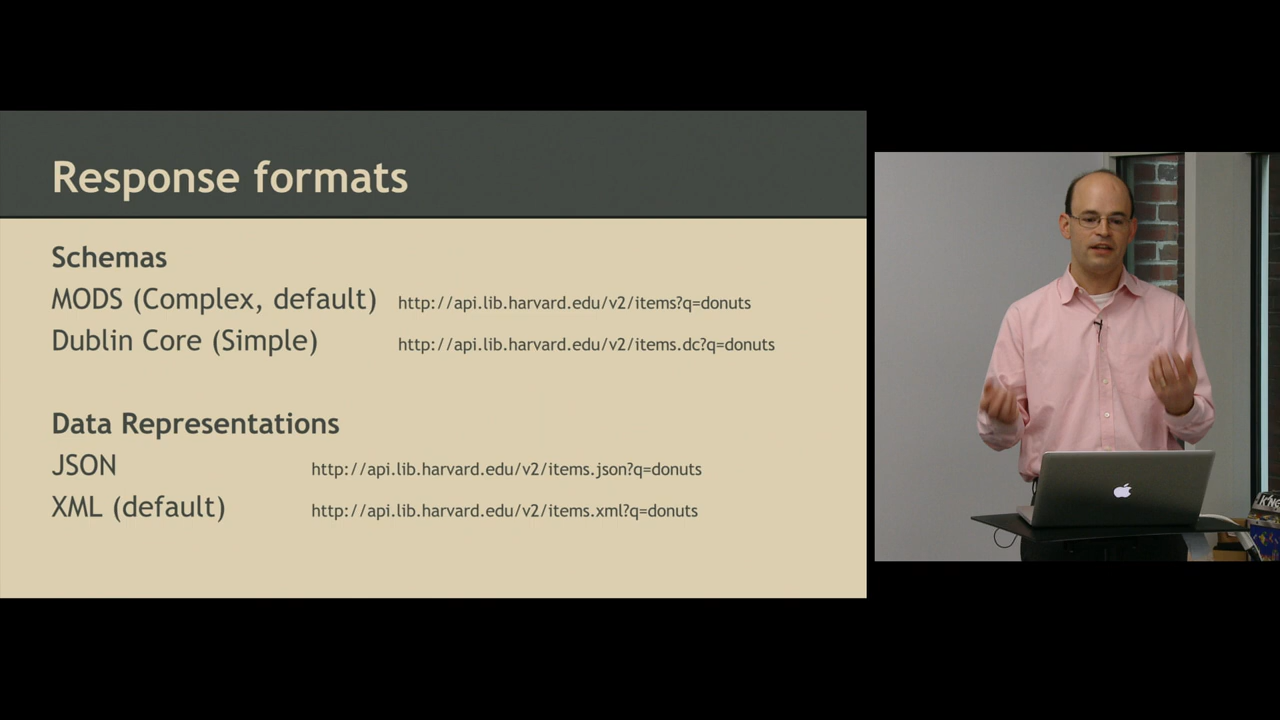 Response formats
Schemas
MODS (Complex, default) http://api.lib.harvard.edu/v2/items?q=donuts
Dublin Core (Simple) http://api.lib.harvard.edu/v2/items.dc?q=donuts
Data Representations
JSON http://api.lib.harvard.edu/v2/items.json?q=donuts
XML (default) http://api.lib.harvard.edu/v2/items.xml?q=donuts